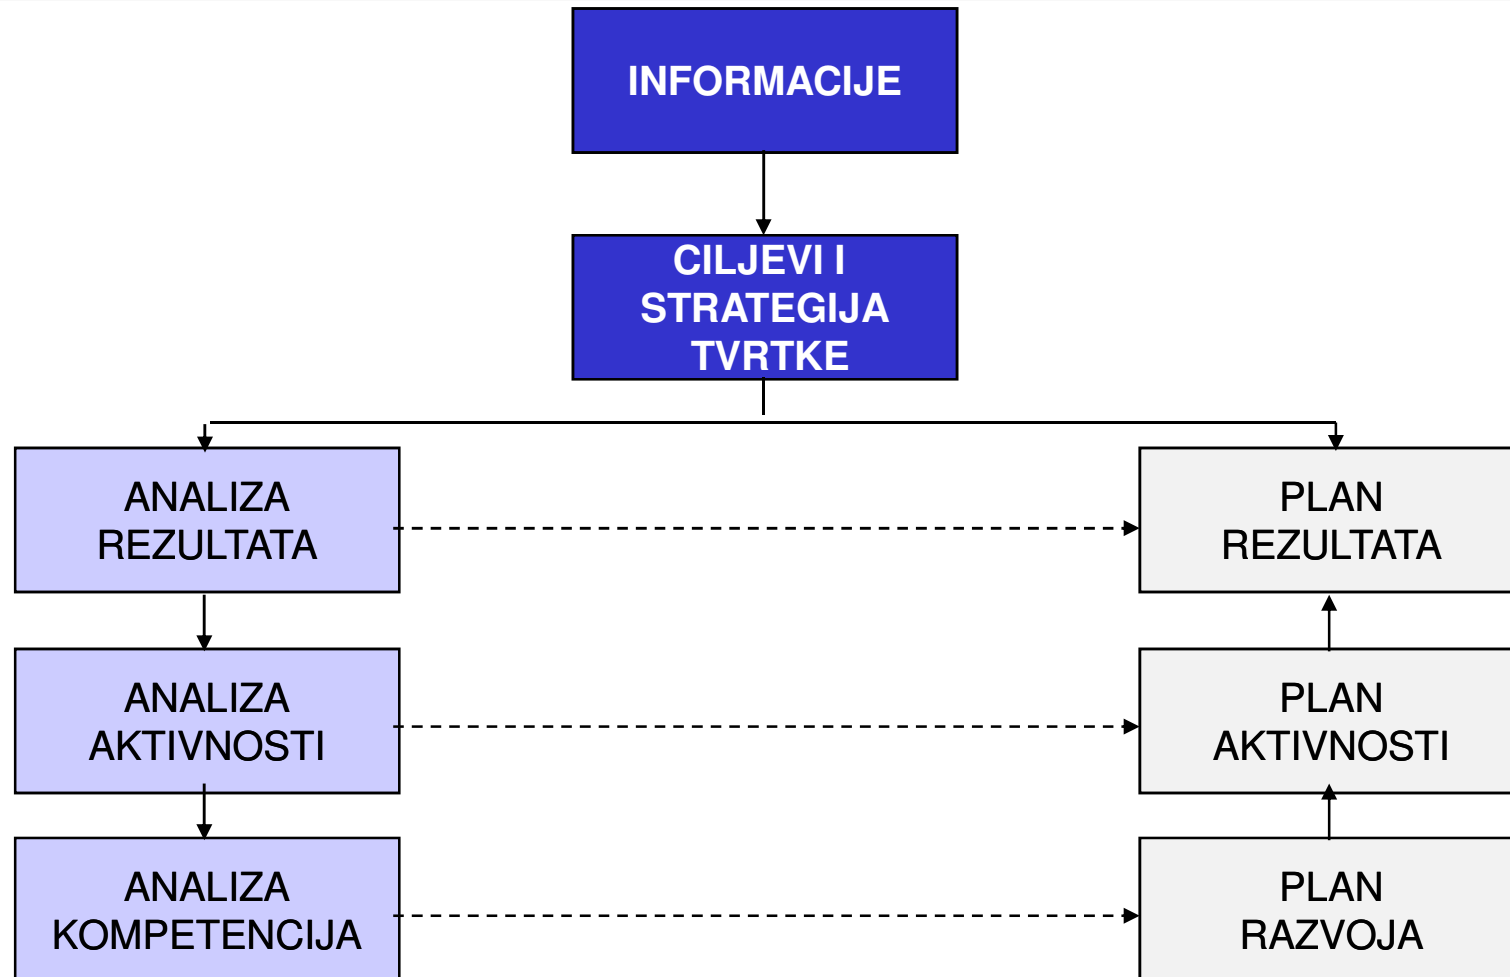 INFORMACIJE
CILJEVI I
STRATEGIJA
TVRTKE
ANALIZA
REZULTATA
PLAN
REZULTATA
ANALIZA
AKTIVNOSTI
PLAN
AKTIVNOSTI
ANALIZA
KOMPETENCIJA
PLAN
RAZVOJA